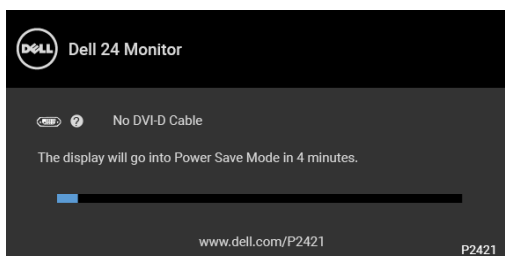 DELL
Dell 24 Monitor
No DVI-D Cable
The display will go into Power Save Mode in 4 minutes.
www.dell.com/P2421
P2421